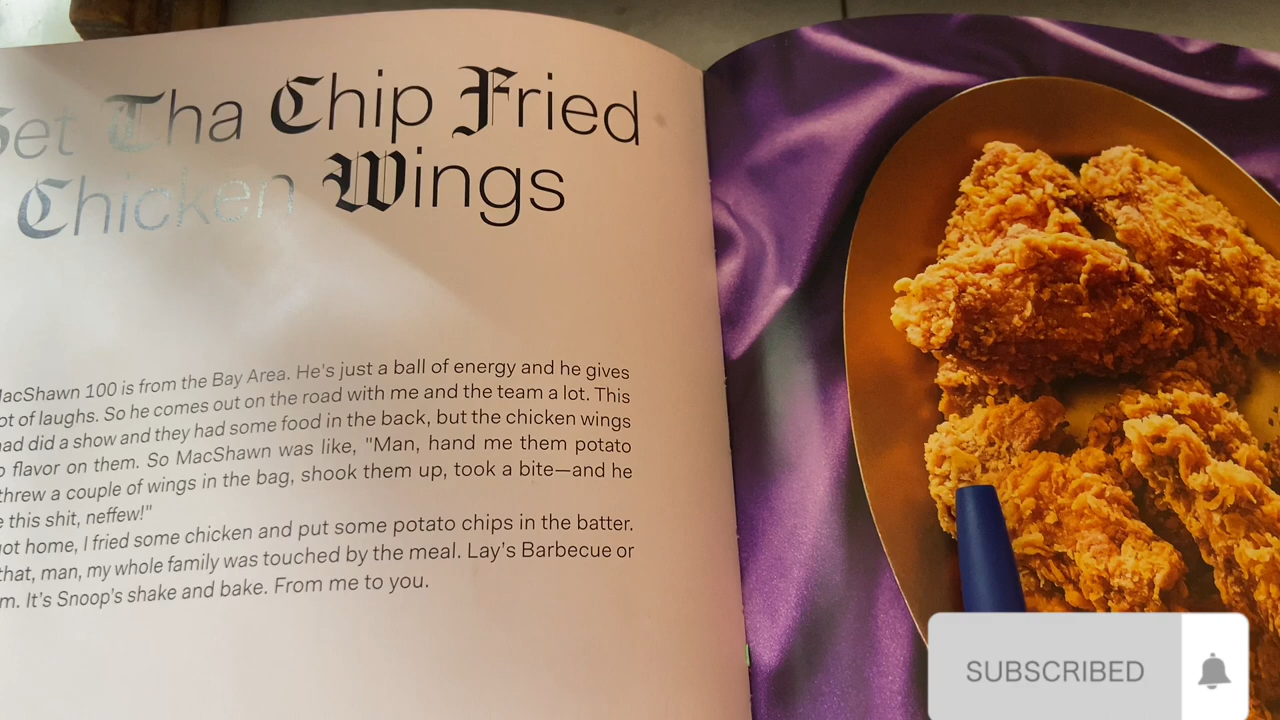 Get Tha Chip Fried
Chicken Wings
MacShawn 100 is from the Bay Area. He's just a ball of energy and he gives
lot of laughs. So he comes out on the road with me and the team a lot. This
had did a show and they had some food in the back, but the chicken wings
flavor on them. So MacShawn was like, "Man, hand me them potato
threw a couple of wings in the bag, shook them up, took a bite—and he
this shit, neffew!"
got home, I fried some chicken and put some potato chips in the batter.
that, man, my whole family was touched by the meal. Lay's Barbecue or
It's Snoop's shake and bake. From me to you.
SUBSCRIBED